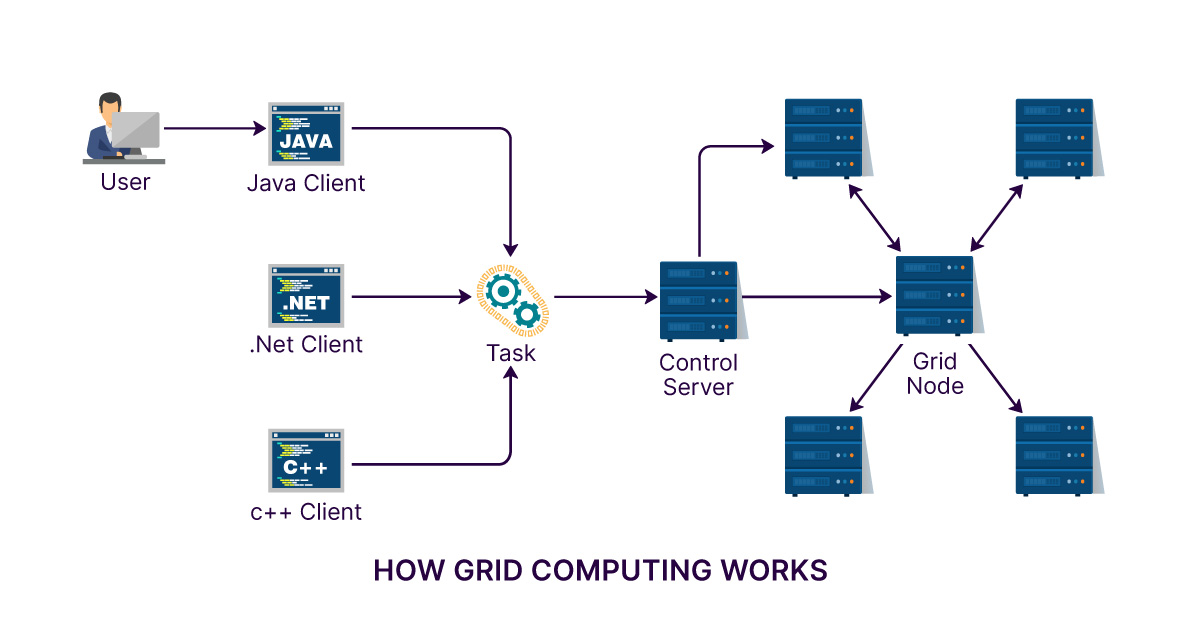 JAVA
User
Java Client
.NET
.Net Client
Task
Control
Server
Grid
Node
C++
c++ Client
HOW GRID COMPUTING WORKS